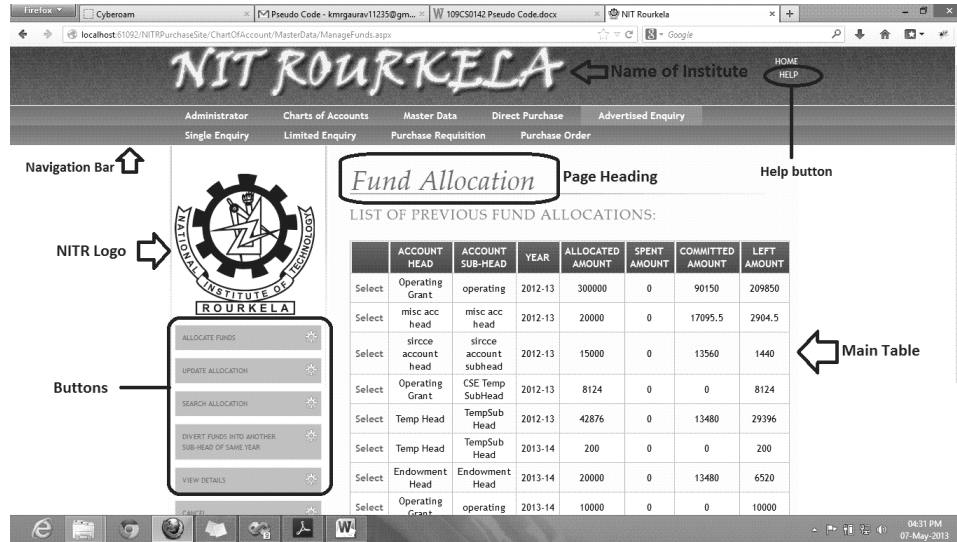 Firefox
Cyberoam
Pseudo Code - kmrgaurav11235@gm...
109CS0142 Pseudo Code.docx
NIT Rourkela
localhost:61092/NITRPurchaseSite/ChartOfAccount/MasterData/ManageFunds.aspx
Google
NIT ROURKELA
Name of Institute
HOME
HELP
Administrator Charts of Accounts Master Data Direct Purchase Advertised Enquiry
Single Enquiry Limited Enquiry Purchase Requisition Purchase Order
Navigation Bar
Help button
Fund Allocation
Page Heading
LIST OF PREVIOUS FUND ALLOCATIONS:
NITR Logo
NATIONAL INSTITUTE OF TECHNOLOGY
ROURKELA
Buttons
ALLOCATE FUNDS
UPDATE ALLOCATION
SEARCH ALLOCATION
DIVERT FUNDS INTO ANOTHER
SUB-HEAD OF SAME YEAR
VIEW DETAILS
CANCEL
Main Table
ACCOUNT HEAD ACCOUNT SUB-HEAD YEAR ALLOCATED AMOUNT SPENT AMOUNT COMMITTED AMOUNT LEFT AMOUNT
Select Operating Grant operating 2012-13 300000 0 90150 209850
Select misc acc head misc acc head 2012-13 20000 0 17095.5 2904.5
Select sircce account head sircce account subhead 2012-13 15000 0 13560 1440
Select Operating Grant CSE Temp SubHead 2012-13 8124 0 0 8124
Select Temp Head TempSub Head 2012-13 42876 0 13480 29396
Select Temp Head TempSub Head 2013-14 200 0 0 200
Select Endowment Head Endowment Head 2013-14 20000 0 13480 6520
Select Operating Grant operating 2013-14 10000 0 0 10000
04:31 PM
07-May-2013